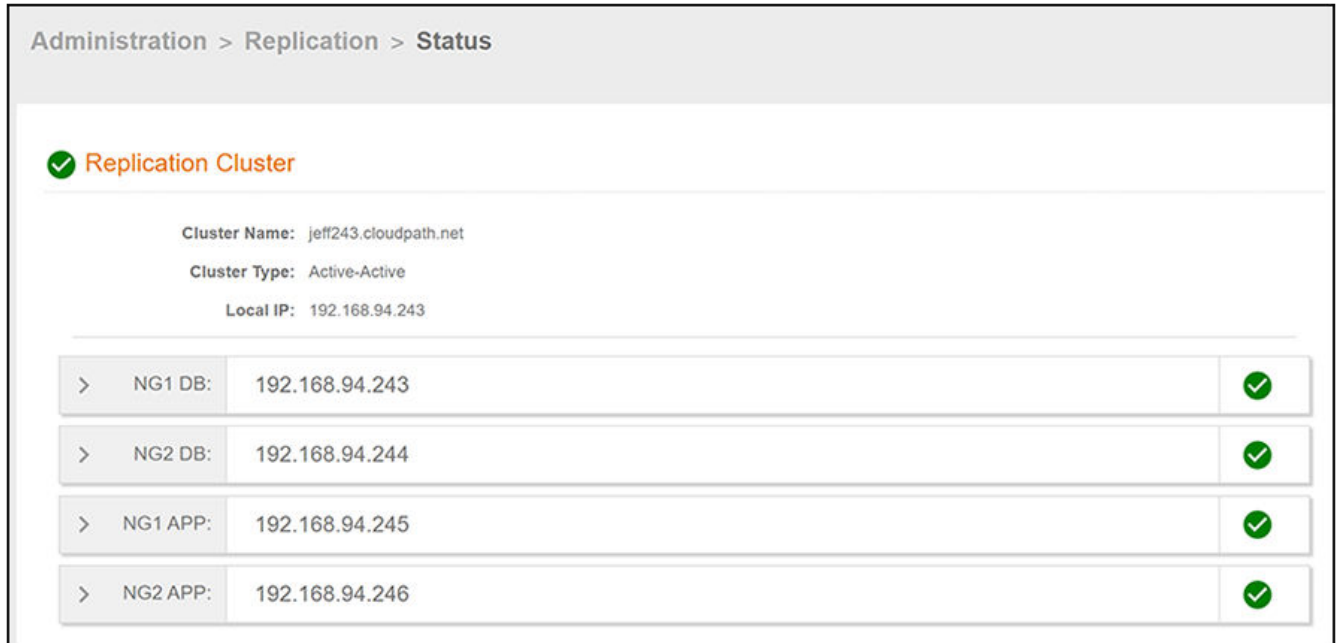 Administration > Replication > Status
Replication Cluster
Cluster Name: jeff243.cloudpath.net
Cluster Type: Active-Active
Local IP: 192.168.94.243
> NG1 DB: 192.168.94.243
> NG2 DB: 192.168.94.244
> NG1 APP: 192.168.94.245
> NG2 APP: 192.168.94.246